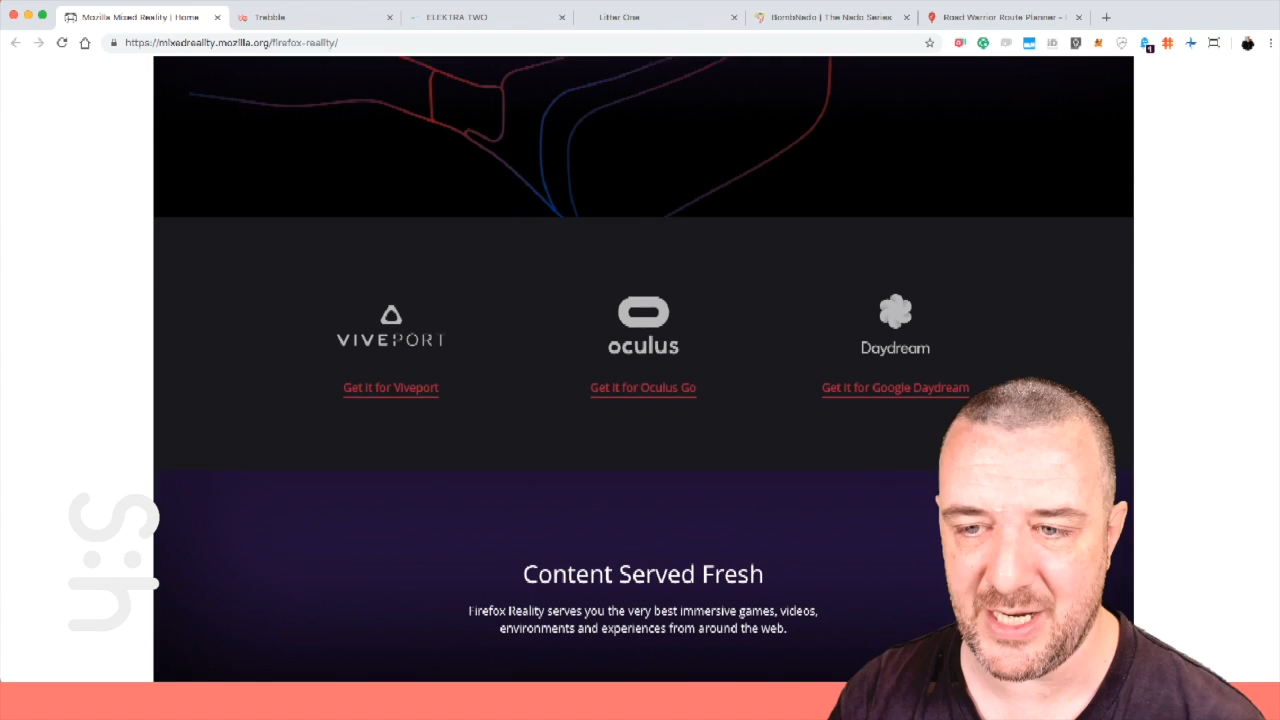 Mozilla Mixed Reality | Home
Trebble
ELEKTRA TWO
Litter One
BombNado | The Nado Series
Road Warrior Route Planner -
https://mixedreality.mozilla.org/firefox-reality/
VIVEPORT
oculus
Daydream
Get it for Viveport
Get it for Oculus Go
Get it for Google Daydream
S:h
Content Served Fresh
Firefox Reality serves you the very best immersive games, videos,
environments and experiences from around the web.